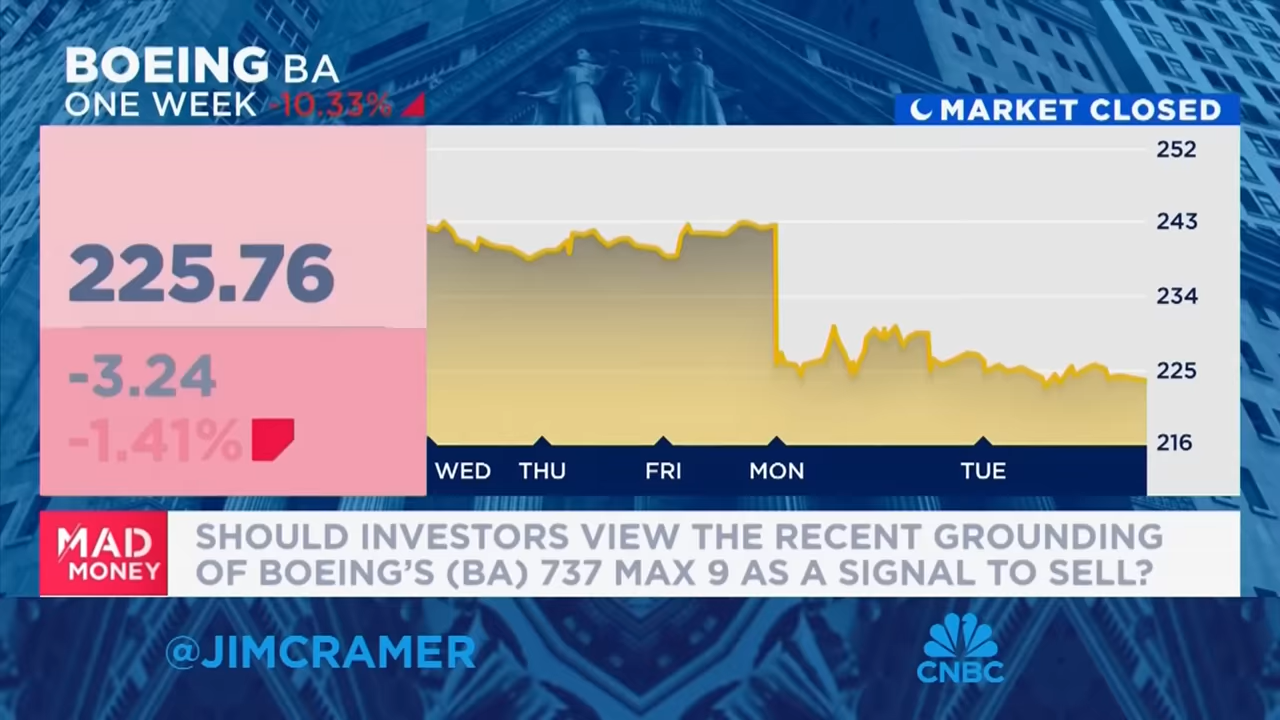 BOEING BA
ONE WEEK -10.33%
MARKET CLOSED
252
243
234
225
216
225.76
-3.24
-1.41%
WED THU FRI MON TUE
MAD
MONEY
SHOULD INVESTORS VIEW THE RECENT GROUNDING
OF BOEING'S (BA) 737 MAX 9 AS A SIGNAL TO SELL?
@JIMCRAMER
CNBC